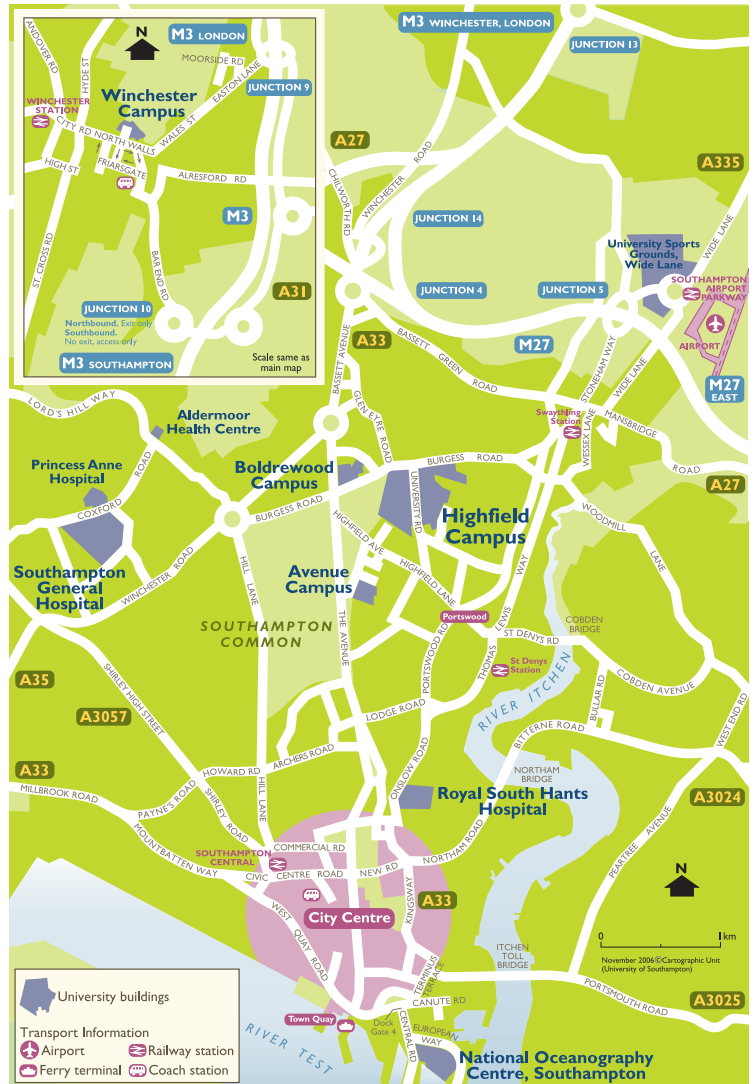 N
M3 LONDON
ANDOVER RD
HYDE ST
MOORSIDE RD
EASTON LANE
JUNCTION 9
WINCHESTER
STATION
Winchester
Campus
CITY RD
NORTH WALLS
WALES ST
FRIARSGATE
HIGH ST
ALRESFORD RD
M3
ST. CROSS RD
BAR END RD
A31
JUNCTION 10
Northbound. Exit only
Southbound.
No exit, access only
M3 SOUTHAMPTON
Scale same as
main map
M3 WINCHESTER, LONDON
JUNCTION 13
A27
A335
CHILWORTH RD
WINCHESTER ROAD
JUNCTION 14
WIDE LANE
University Sports
Grounds,
Wide Lane
JUNCTION 4
JUNCTION 5
SOUTHAMPTON
AIRPORT
PARKWAY
AIRPORT
A33
BASSETT AVENUE
BASSETT GREEN ROAD
M27
STONEHAM WAY
WIDE LANE
M27
EAST
LORD'S HILL WAY
GLEN EYRE ROAD
Swaythling
Station
WESSEX LANE
MANSBRIDGE ROAD
A27
Aldermoor
Health Centre
Princess Anne
Hospital
COXFORD ROAD
Boldrewood
Campus
BURGESS ROAD
BURGESS ROAD
UNIVERSITY RD
Highfield
Campus
HIGHFIELD AVE
HIGHFIELD LANE
WOODMILL LANE
Southampton
General
Hospital
WINCHESTER ROAD
HILL LANE
Avenue
Campus
SOUTHAMPTON
COMMON
THE AVENUE
Portswood
THOMAS LEWIS WAY
COBDEN
BRIDGE
ST DENYS RD
PORTSWOOD RD
St Denys
Station
COBDEN AVENUE
A35
A3057
SHIRLEY HIGH STREET
RIVER ITCHEN
BULLAR RD
WEST END RD
LODGE ROAD
BITTERNE ROAD
A33
MILLBROOK ROAD
ARCHERS ROAD
HOWARD RD
HILL LANE
PAYNE'S ROAD
SHIRLEY ROAD
ONSLOW ROAD
NORTHAM
BRIDGE
Royal South Hants
Hospital
A3024
MOUNTBATTEN WAY
SOUTHAMPTON
CENTRAL
COMMERCIAL RD
CIVIC CENTRE ROAD
NEW RD
NORTHAM ROAD
PEARTREE AVENUE
N
City Centre
A33
KINGSWAY
WEST QUAY ROAD
0
1 km
November 2006 ©Cartographic Unit
(University of Southampton)
ITCHEN
TOLL
BRIDGE
TERMINUS
TERRACE
PORTSMOUTH ROAD
A3025
CANUTE RD
Town Quay
Dock
Gate 4
CENTRAL RD
EUROPEAN
WAY
RIVER TEST
National Oceanography
Centre, Southampton
University buildings
Transport Information
Airport
Railway station
Ferry terminal
Coach station